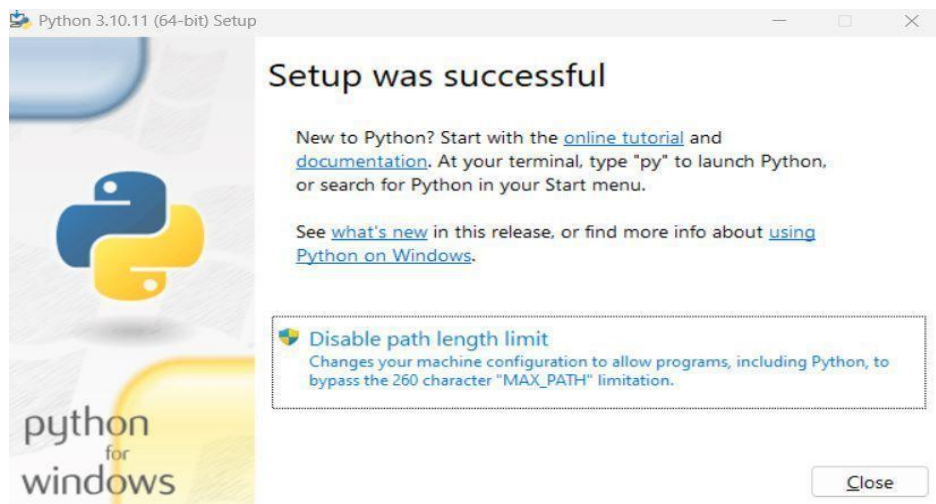 Python 3.10.11 (64-bit) Setup
Setup was successful
New to Python? Start with the online tutorial and
documentation. At your terminal, type "py" to launch Python,
or search for Python in your Start menu.
See what's new in this release, or find more info about using
Python on Windows.
Disable path length limit
Changes your machine configuration to allow programs, including Python, to
bypass the 260 character "MAX_PATH" limitation.
python
for
windows
Close